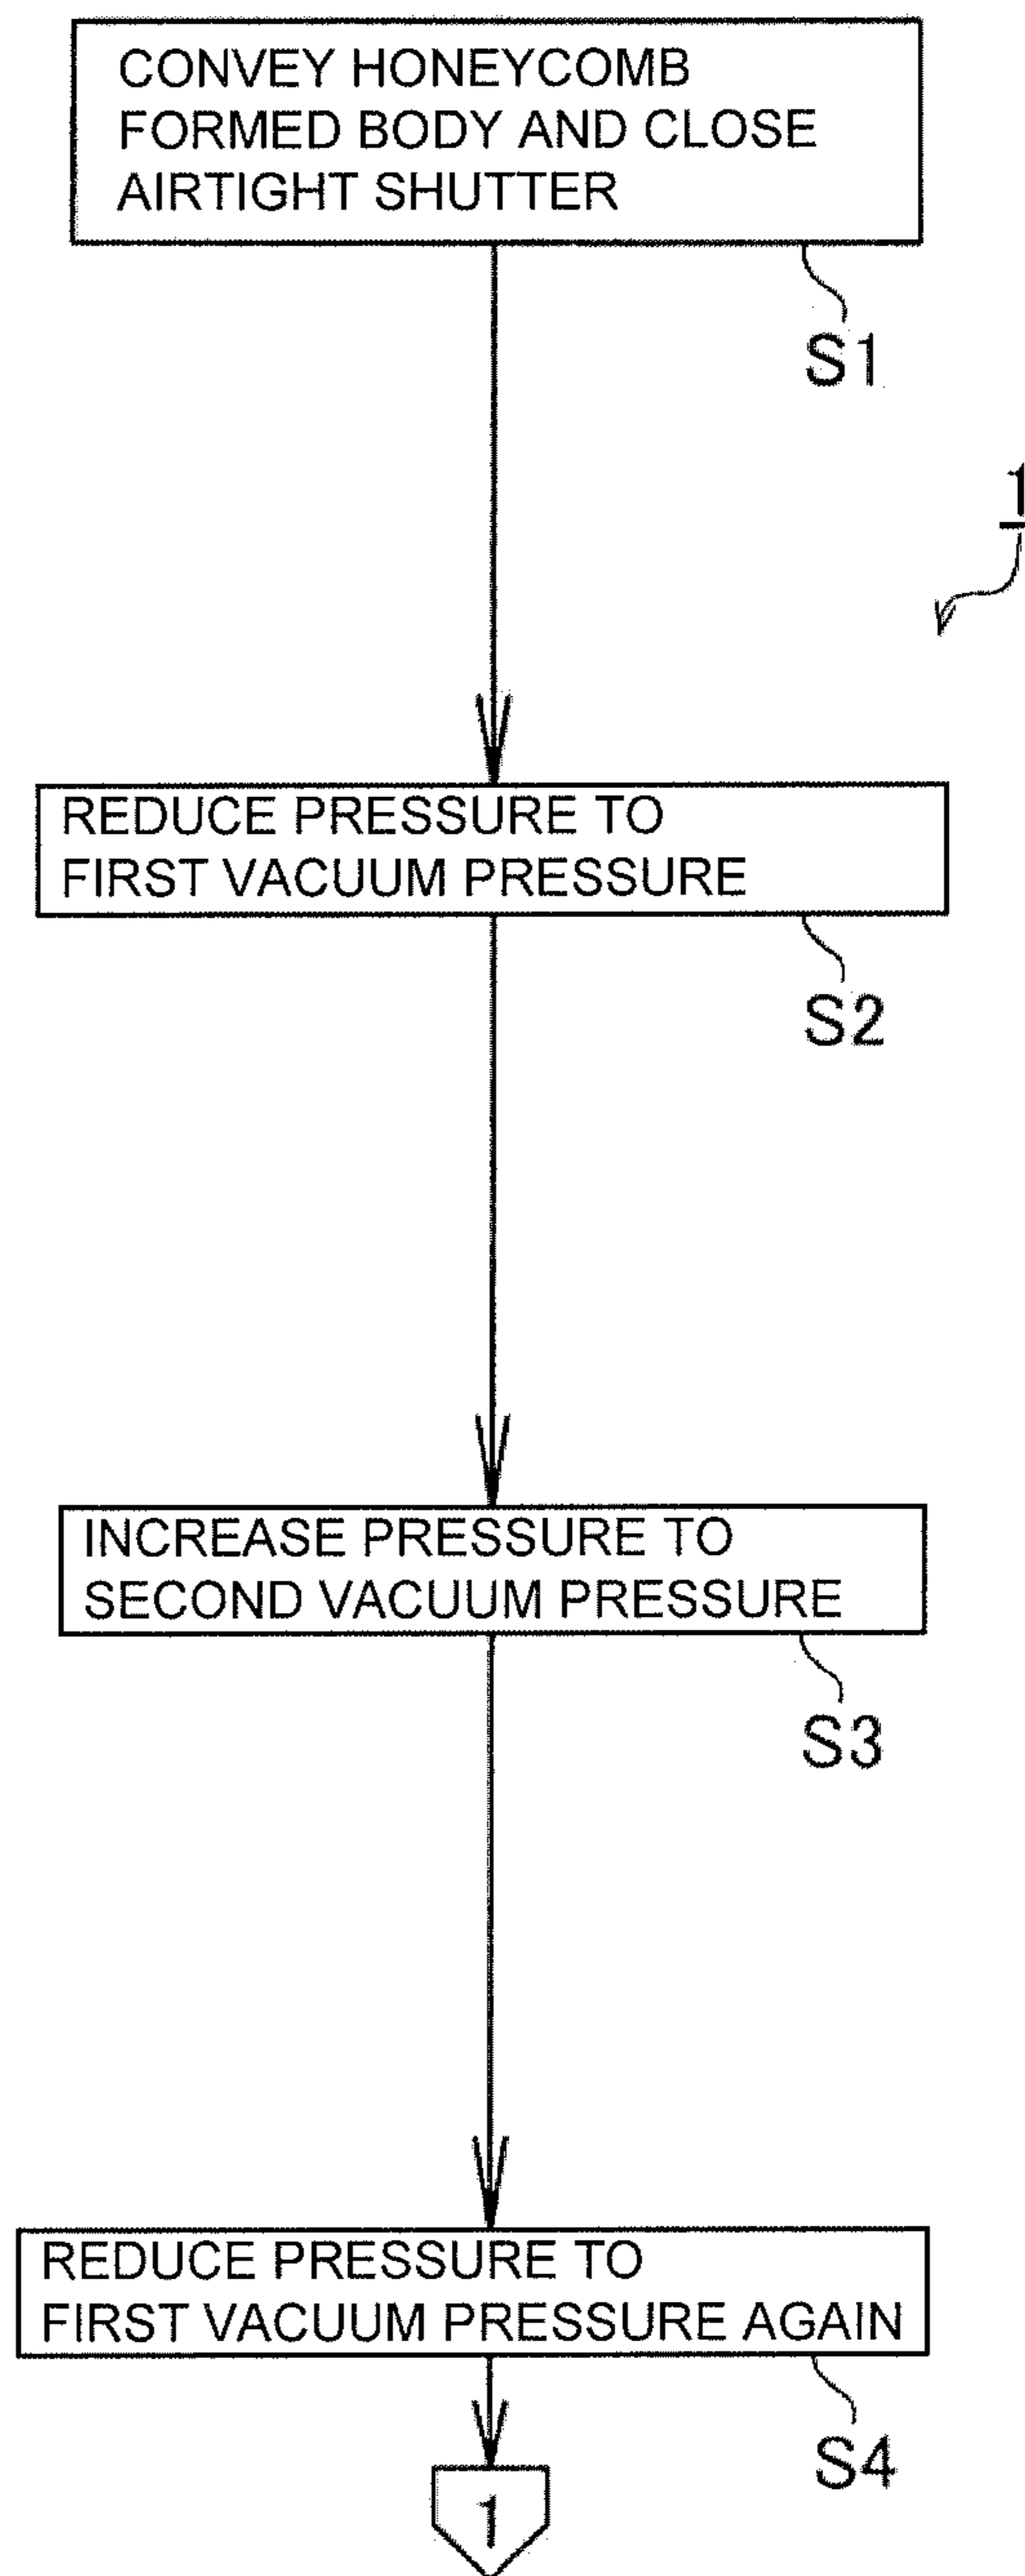 CONVEY HONEYCOMB
FORMED BODY AND CLOSE
AIRTIGHT SHUTTER
S1
1
REDUCE PRESSURE TO
FIRST VACUUM PRESSURE
S2
INCREASE PRESSURE TO
SECOND VACUUM PRESSURE
S3
REDUCE PRESSURE TO
FIRST VACUUM PRESSURE AGAIN
S4
1